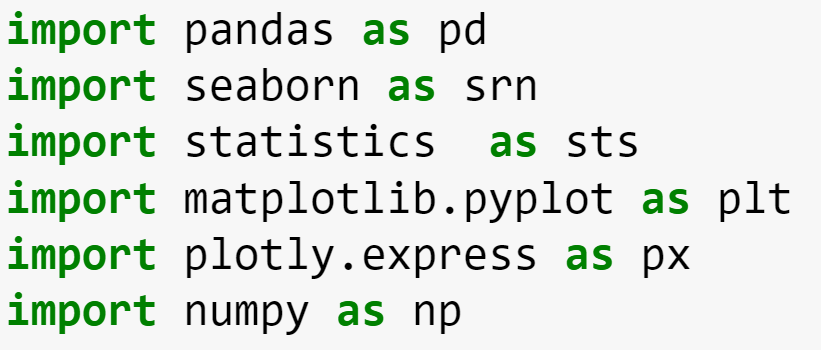 import pandas as pd
import seaborn as srn
import statistics  as sts
import matplotlib.pyplot as plt
import plotly.express as px
import numpy as np